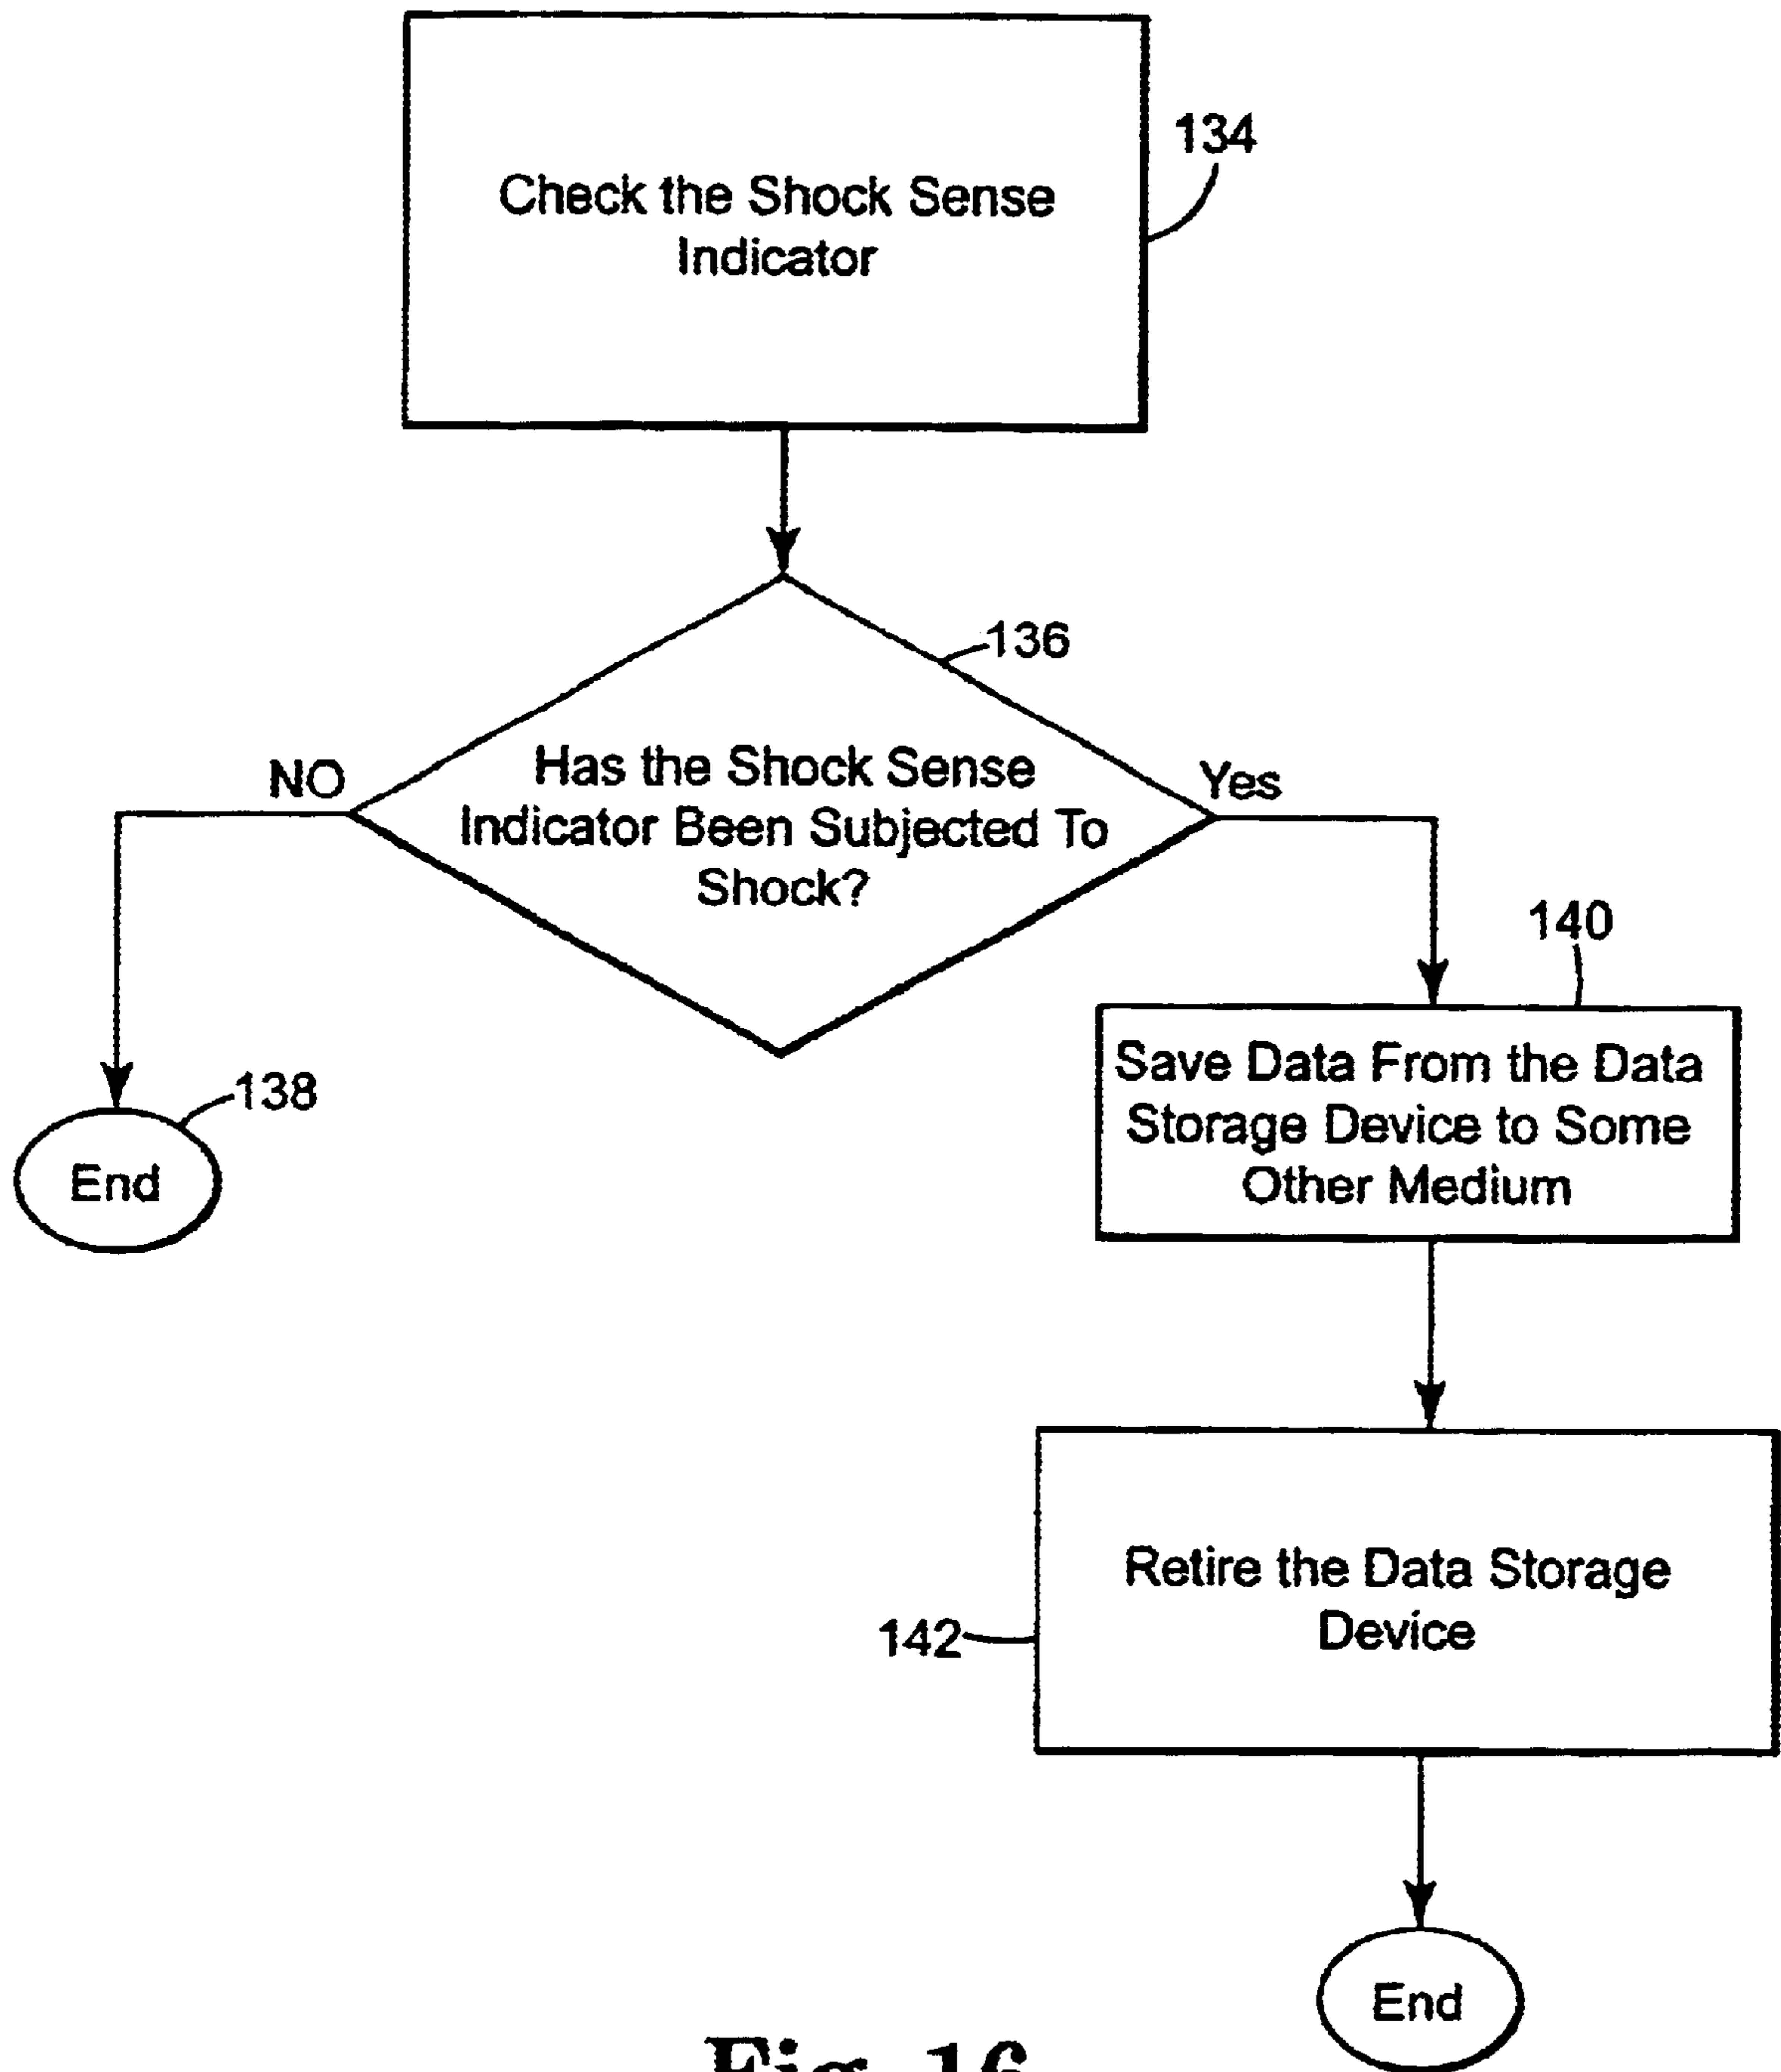 Check the Shock Sense
Indicator
134
136
Has the Shock Sense
Indicator Been Subjected To
Shock?
NO
Yes
138
End
140
Save Data From the Data
Storage Device to Some
Other Medium
Retire the Data Storage
Device
142
End
Fig. 16